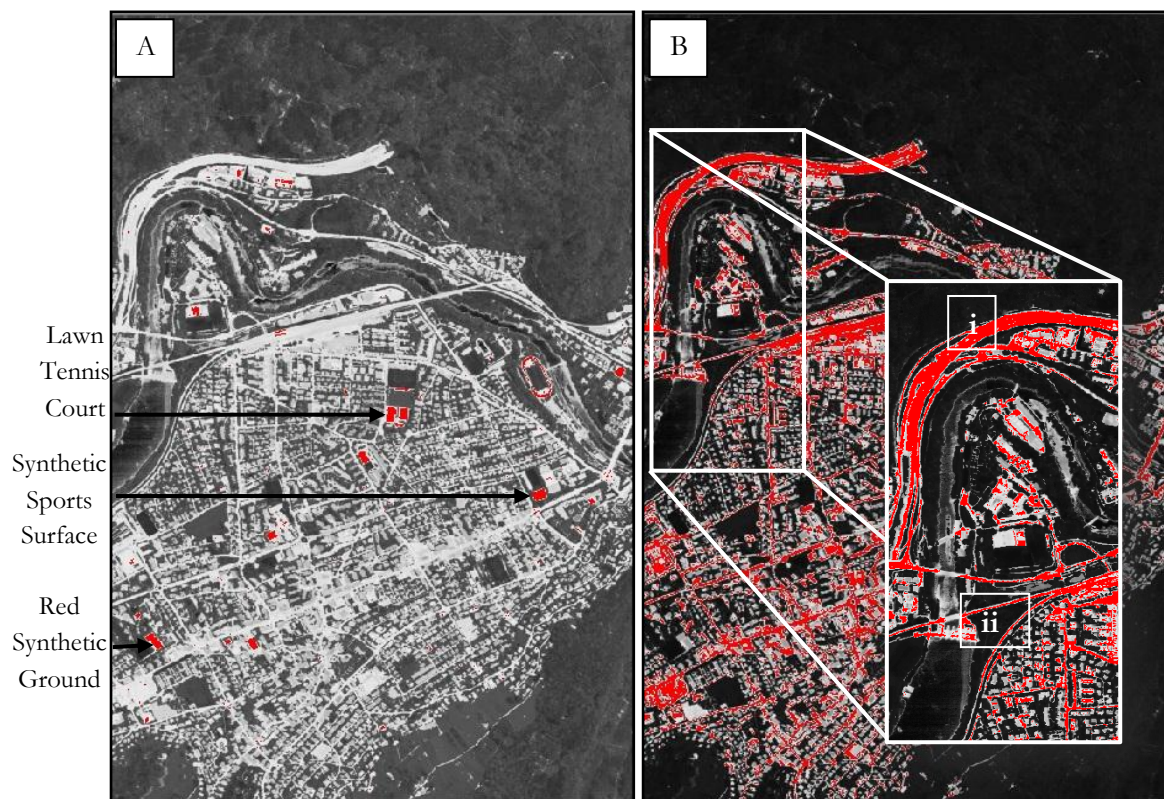 A
B
Lawn
Tennis
Court
Synthetic
Sports
Surface
Red
Synthetic
Ground
i
ii